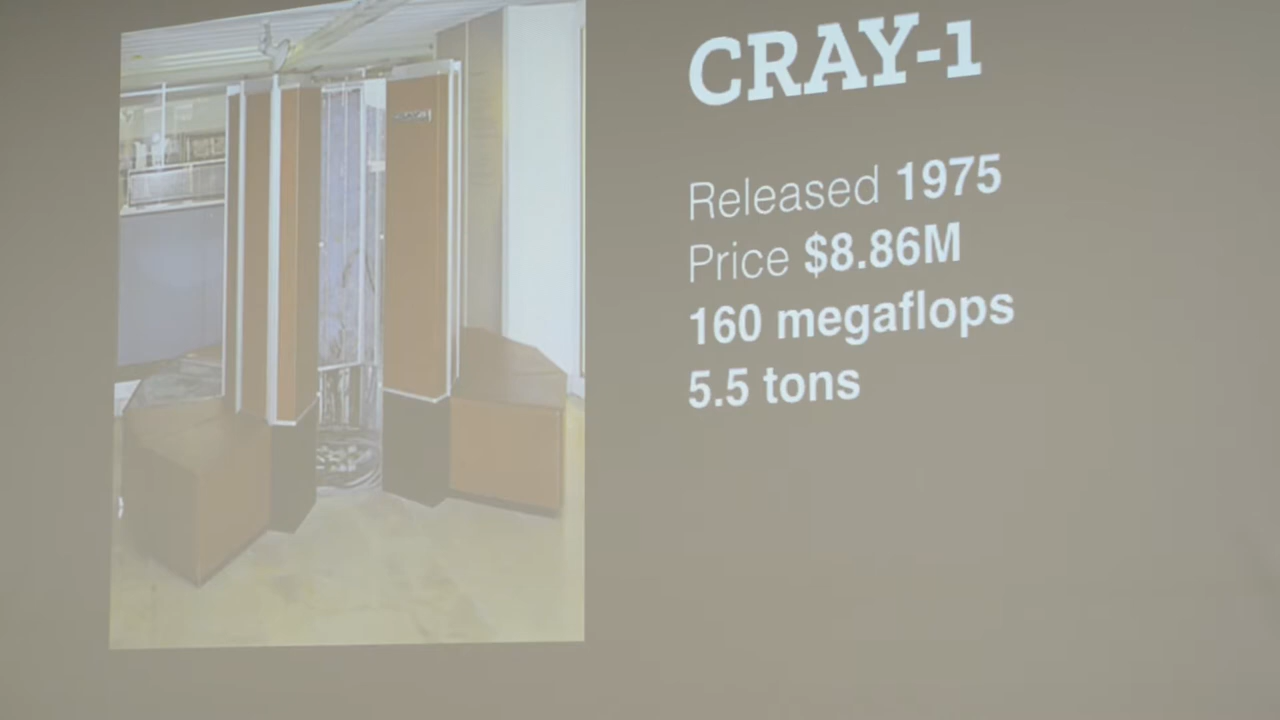 CRAY-1
Released 1975
Price $8.86M
160 megaflops
5.5 tons